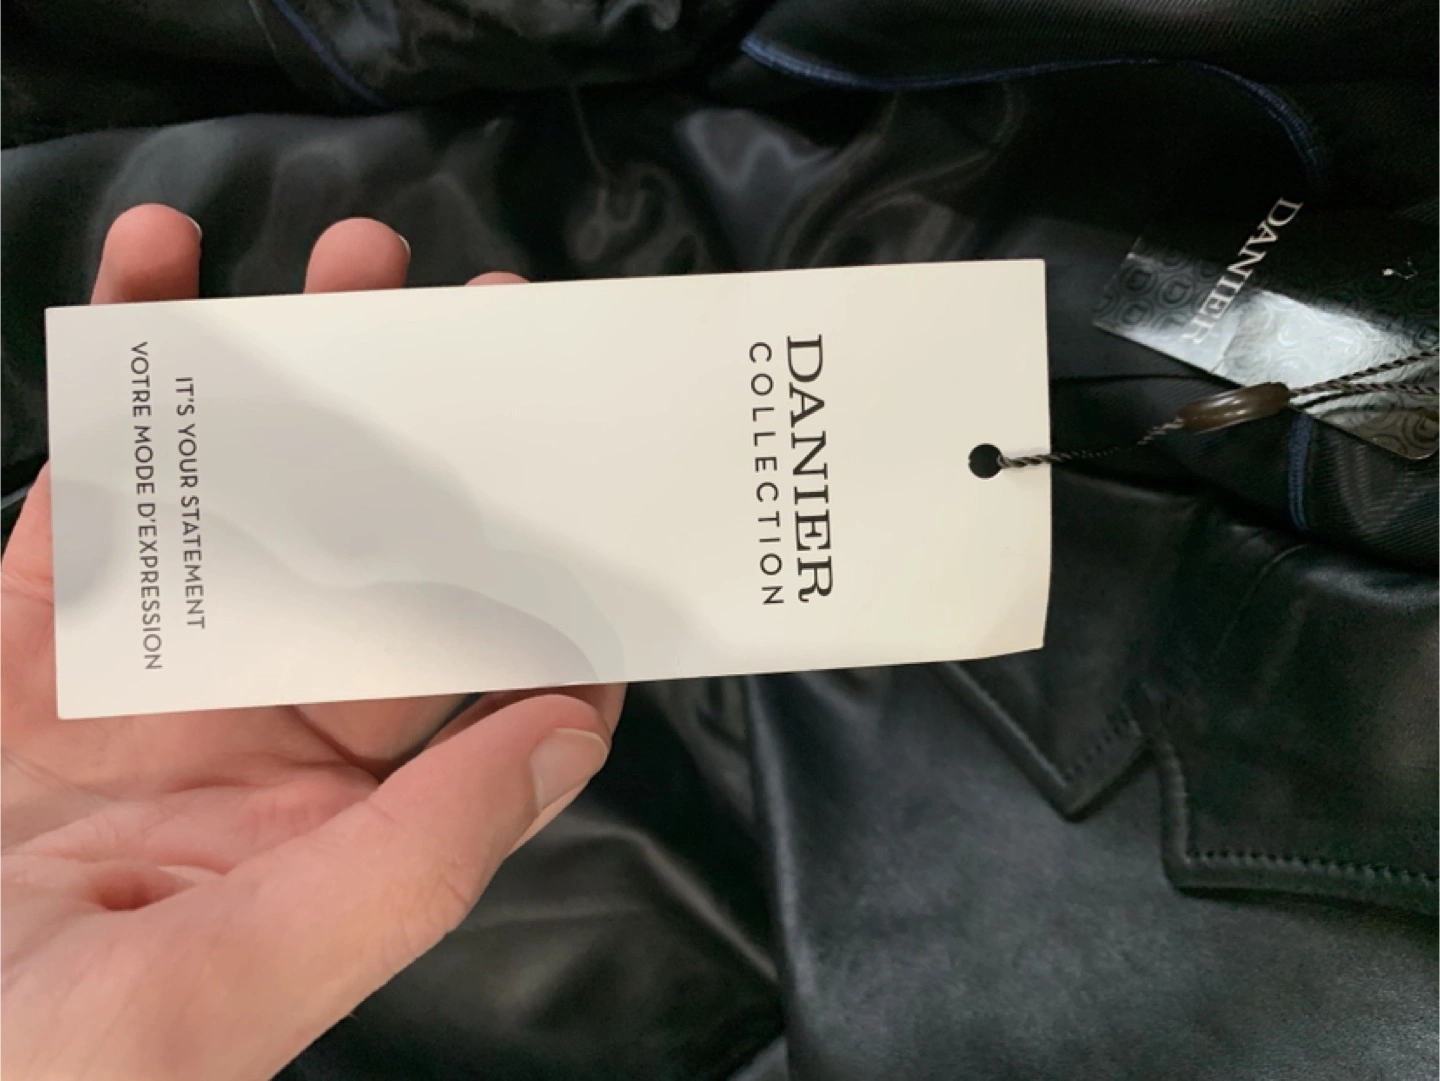 DANIER
COLLECTION
IT'S YOUR STATEMENT
VOTRE MODE D'EXPRESSION
DANIER